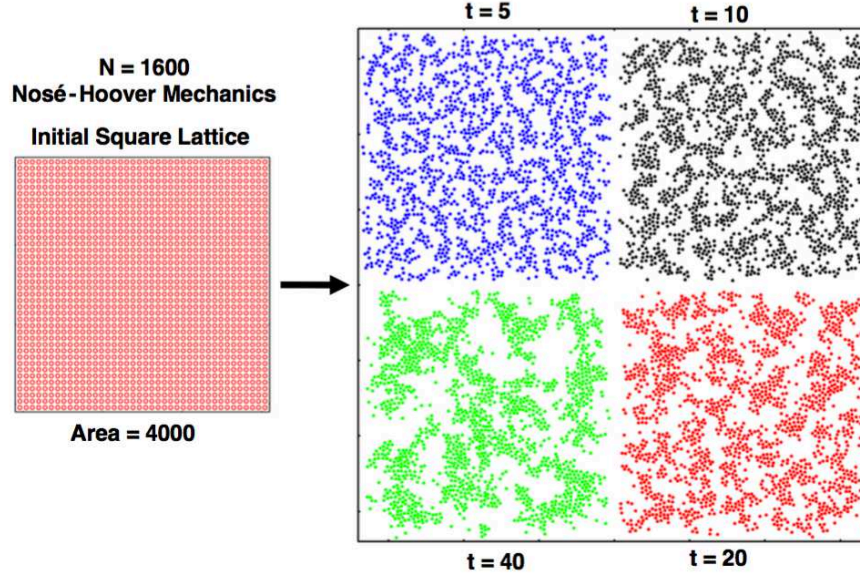 N = 1600
Nosé-Hoover Mechanics
Initial Square Lattice
Area = 4000
t = 5
t = 10
t = 40
t = 20